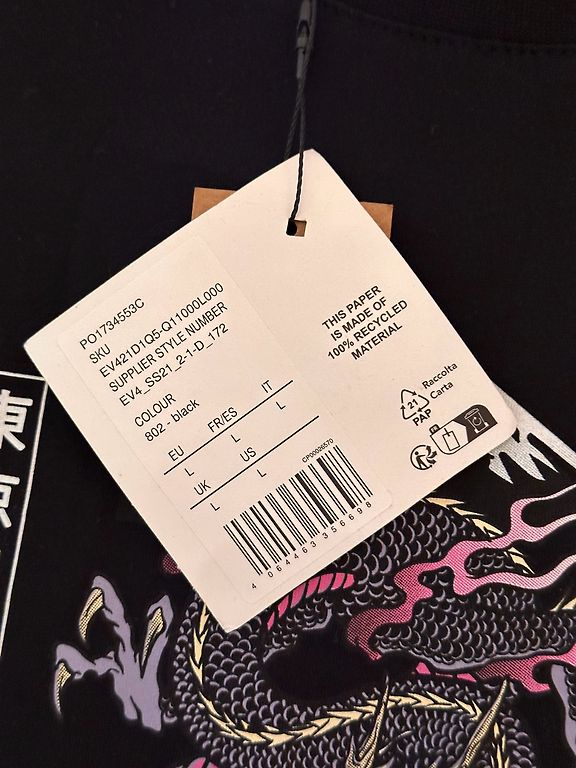 PO1734553C
SKU
EV421D1Q5-Q11000L000
SUPPLIER STYLE NUMBER
EV4_SS21_2-1-D_172
COLOUR
802 - black
EU FR/ES IT
L L L
UK US
L L
CP00026570
4 064463 356698
THIS PAPER
IS MADE OF
100% RECYCLED
MATERIAL
21
PAP
Raccolta
Carta
東
京